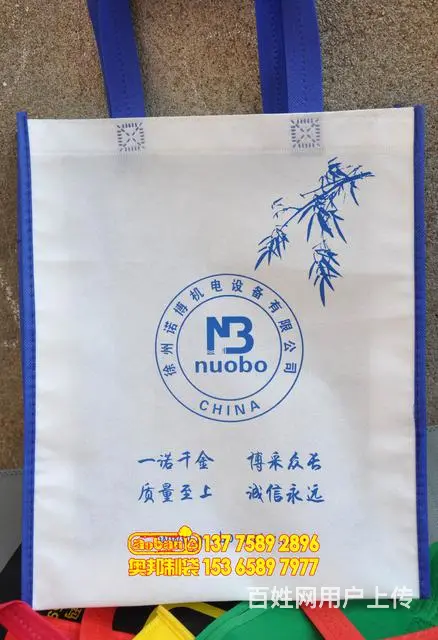 徐州诺博机电设备有限公司
NB
nuobo
CHINA
一诺千金 博采众长
质量至上 诚信永远
137 7589 2896
奥邦制袋 153 6589 7977
百姓网用户上传